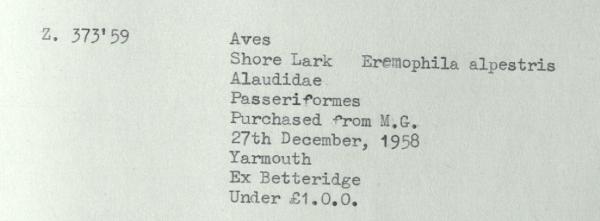 Z. 373'59
Aves
Shore Lark Eremophila alpestris
Alaudidae
Passeriformes
Purchased from M.G.
27th December, 1958
Yarmouth
Ex Betteridge
Under £1.0.0.